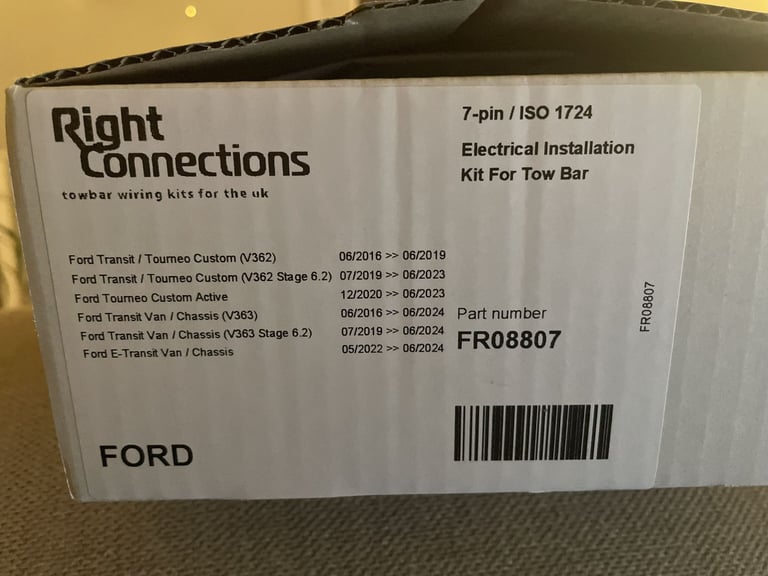 Right
Connections
towbar wiring kits for the uk
7-pin / ISO 1724
Electrical Installation
Kit For Tow Bar
Ford Transit / Tourneo Custom (V362) 06/2016 >> 06/2019
Ford Transit / Tourneo Custom (V362 Stage 6.2) 07/2019 >> 06/2023
Ford Tourneo Custom Active 12/2020 >> 06/2023
Ford Transit Van / Chassis (V363) 06/2016 >> 06/2024
Ford Transit Van / Chassis (V363 Stage 6.2) 07/2019 >> 06/2024
Ford E-Transit Van / Chassis 05/2022 >> 06/2024
Part number
FR08807
FR08807
FORD